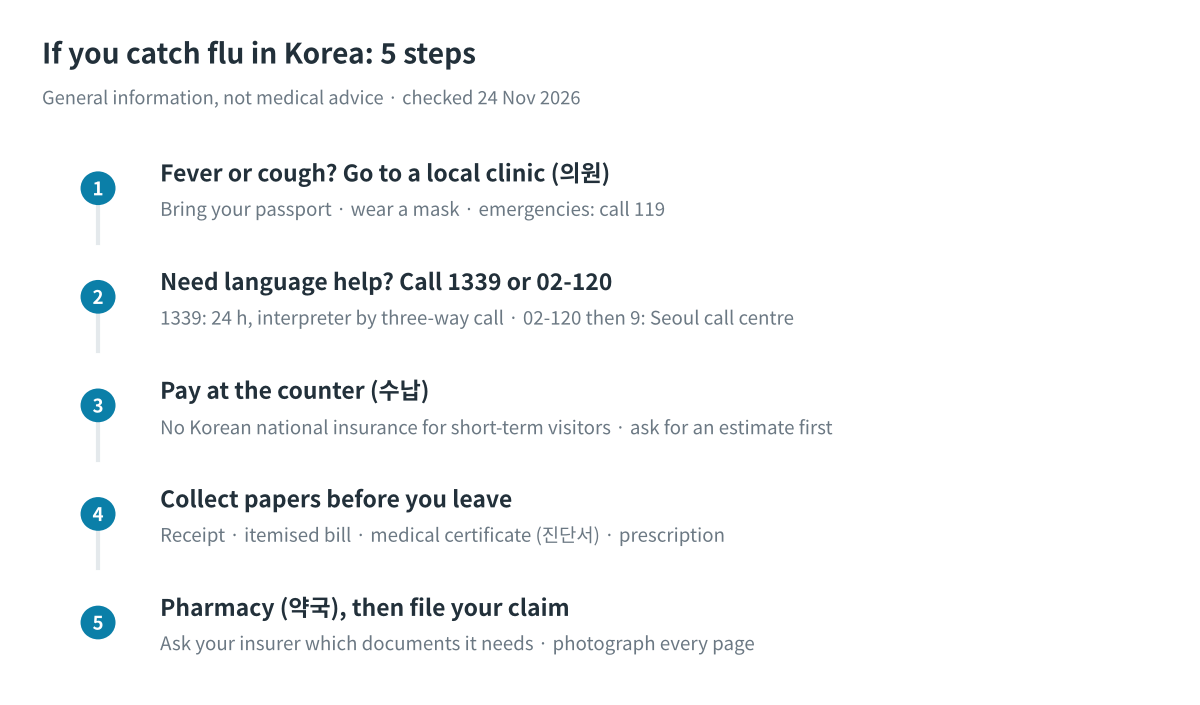 If you catch flu in Korea: 5 steps
General information, not medical advice · checked 24 Nov 2026
1
Fever or cough? Go to a local clinic (의원)
Bring your passport · wear a mask · emergencies: call 119
2
Need language help? Call 1339 or 02-120
1339: 24 h, interpreter by three-way call · 02-120 then 9: Seoul call centre
3
Pay at the counter (수납)
No Korean national insurance for short-term visitors · ask for an estimate first
4
Collect papers before you leave
Receipt · itemised bill · medical certificate (진단서) · prescription
5
Pharmacy (약국), then file your claim
Ask your insurer which documents it needs · photograph every page